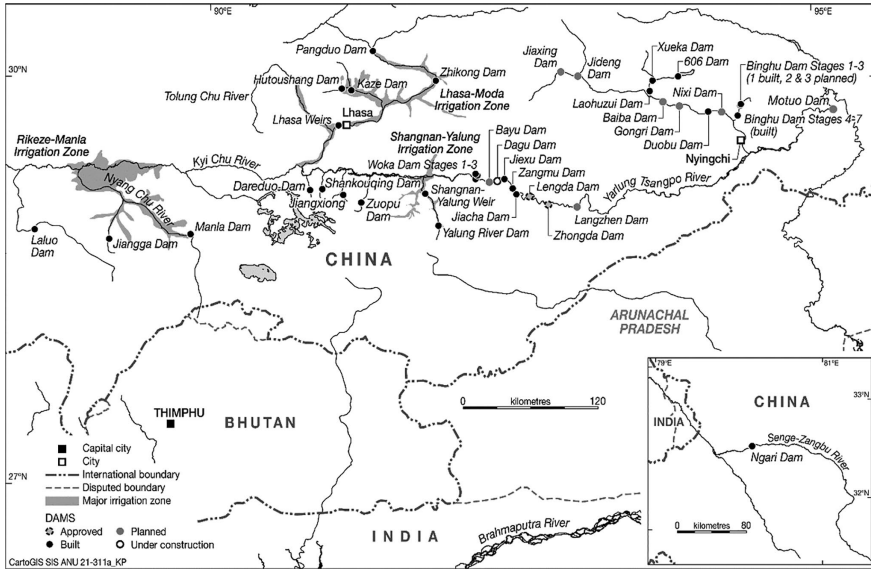 90°E
95°E
30°N
30°N
Pangduo Dam
Zhikong Dam
Hutoushang Dam
Kaze Dam
Tolung Chu River
Lhasa
Lhasa-Moda
Irrigation Zone
Lhasa Weirs
Jiaxing
Dam
Jideng
Dam
Xueka Dam
606 Dam
Binghu Dam Stages 1-3
(1 built, 2 & 3 planned)
Nixi Dam
Motuo Dam
Laohuzui Dam
Baiba Dam
Gongri Dam
Duobu Dam
Binghu Dam Stages 4-7
(built)
Nyingchi
Rikeze-Manla
Irrigation Zone
Kyi Chu River
Nyang Chu River
Shangnan-Yalung
Irrigation Zone
Woka Dam Stages 1-3
Bayu Dam
Dagu Dam
Jiexu Dam
Zangmu Dam
Lengda Dam
Yarlung Tsangpo River
Dareduo Dam
Shankouqing Dam
Jiangxiong
Zuopu
Dam
Shangnan-
Yalung Weir
Jiacha Dam
Yalung River Dam
Langzhen Dam
Zhongda Dam
Laluo
Dam
Jiangga Dam
Manla Dam
CHINA
ARUNACHAL
PRADESH
kilometres
0
120
THIMPHU
BHUTAN
INDIA
Brahmaputra River
27°N
Capital city
City
International boundary
Disputed boundary
Major irrigation zone
DAMS
Approved
Planned
Built
Under construction
CartoGIS SIS ANU 21-311a_KP
79°E
81°E
33°N
CHINA
INDIA
Senge-Zangbu River
Ngari Dam
32°N
0 kilometres 80